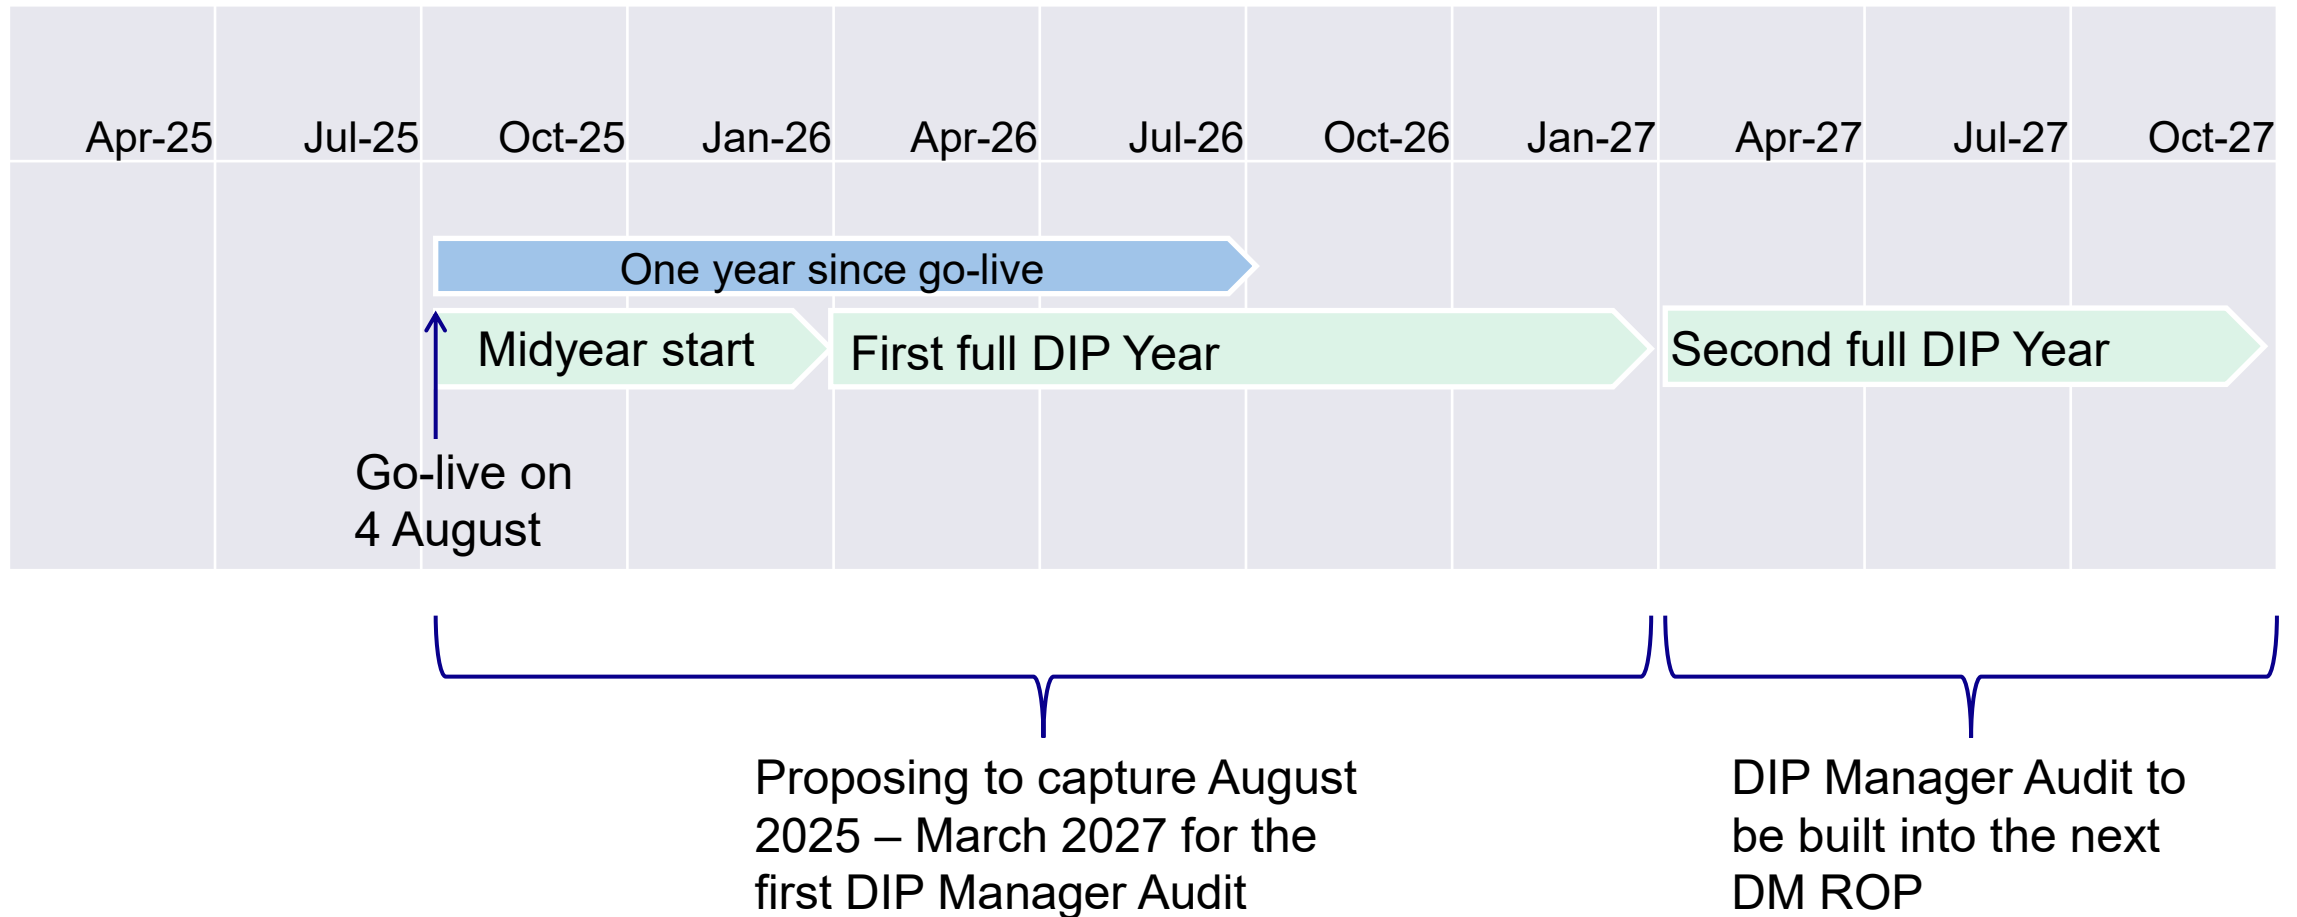 Apr-25 Jul-25 Oct-25 Jan-26 Apr-26 Jul-26 Oct-26 Jan-27 Apr-27 Jul-27 Oct-27
One year since go-live
Midyear start
First full DIP Year
Second full DIP Year
Go-live on
4 August
Proposing to capture August
2025 – March 2027 for the
first DIP Manager Audit
DIP Manager Audit to
be built into the next
DM ROP